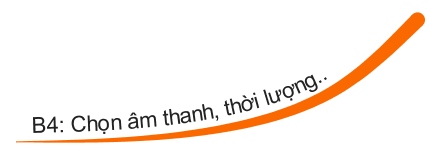 B4: Chọn âm thanh, thời lượng..